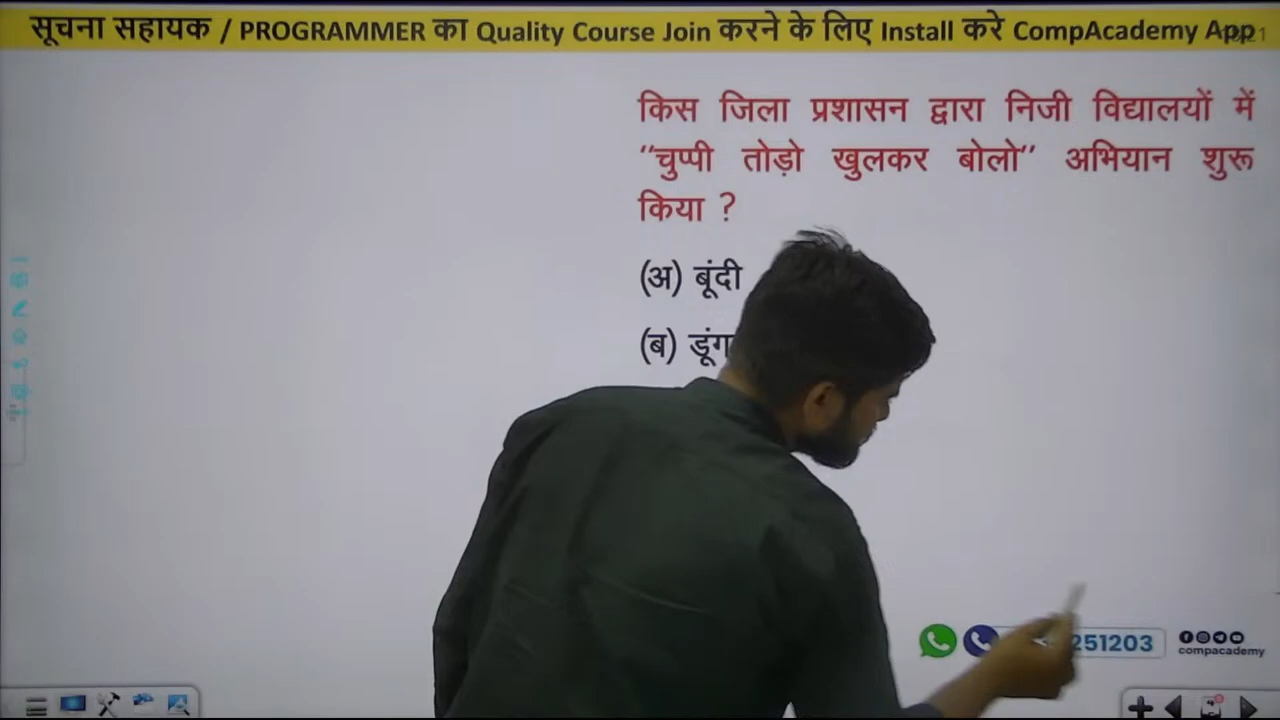 सूचना सहायक / PROGRAMMER का Quality Course Join करने के लिए Install करे CompAcademy App
किस जिला प्रशासन द्वारा निजी विद्यालयों में
"चुप्पी तोड़ो खुलकर बोलो" अभियान शुरू
किया ?
(अ) बूंदी
(ब)
251203
compacademy